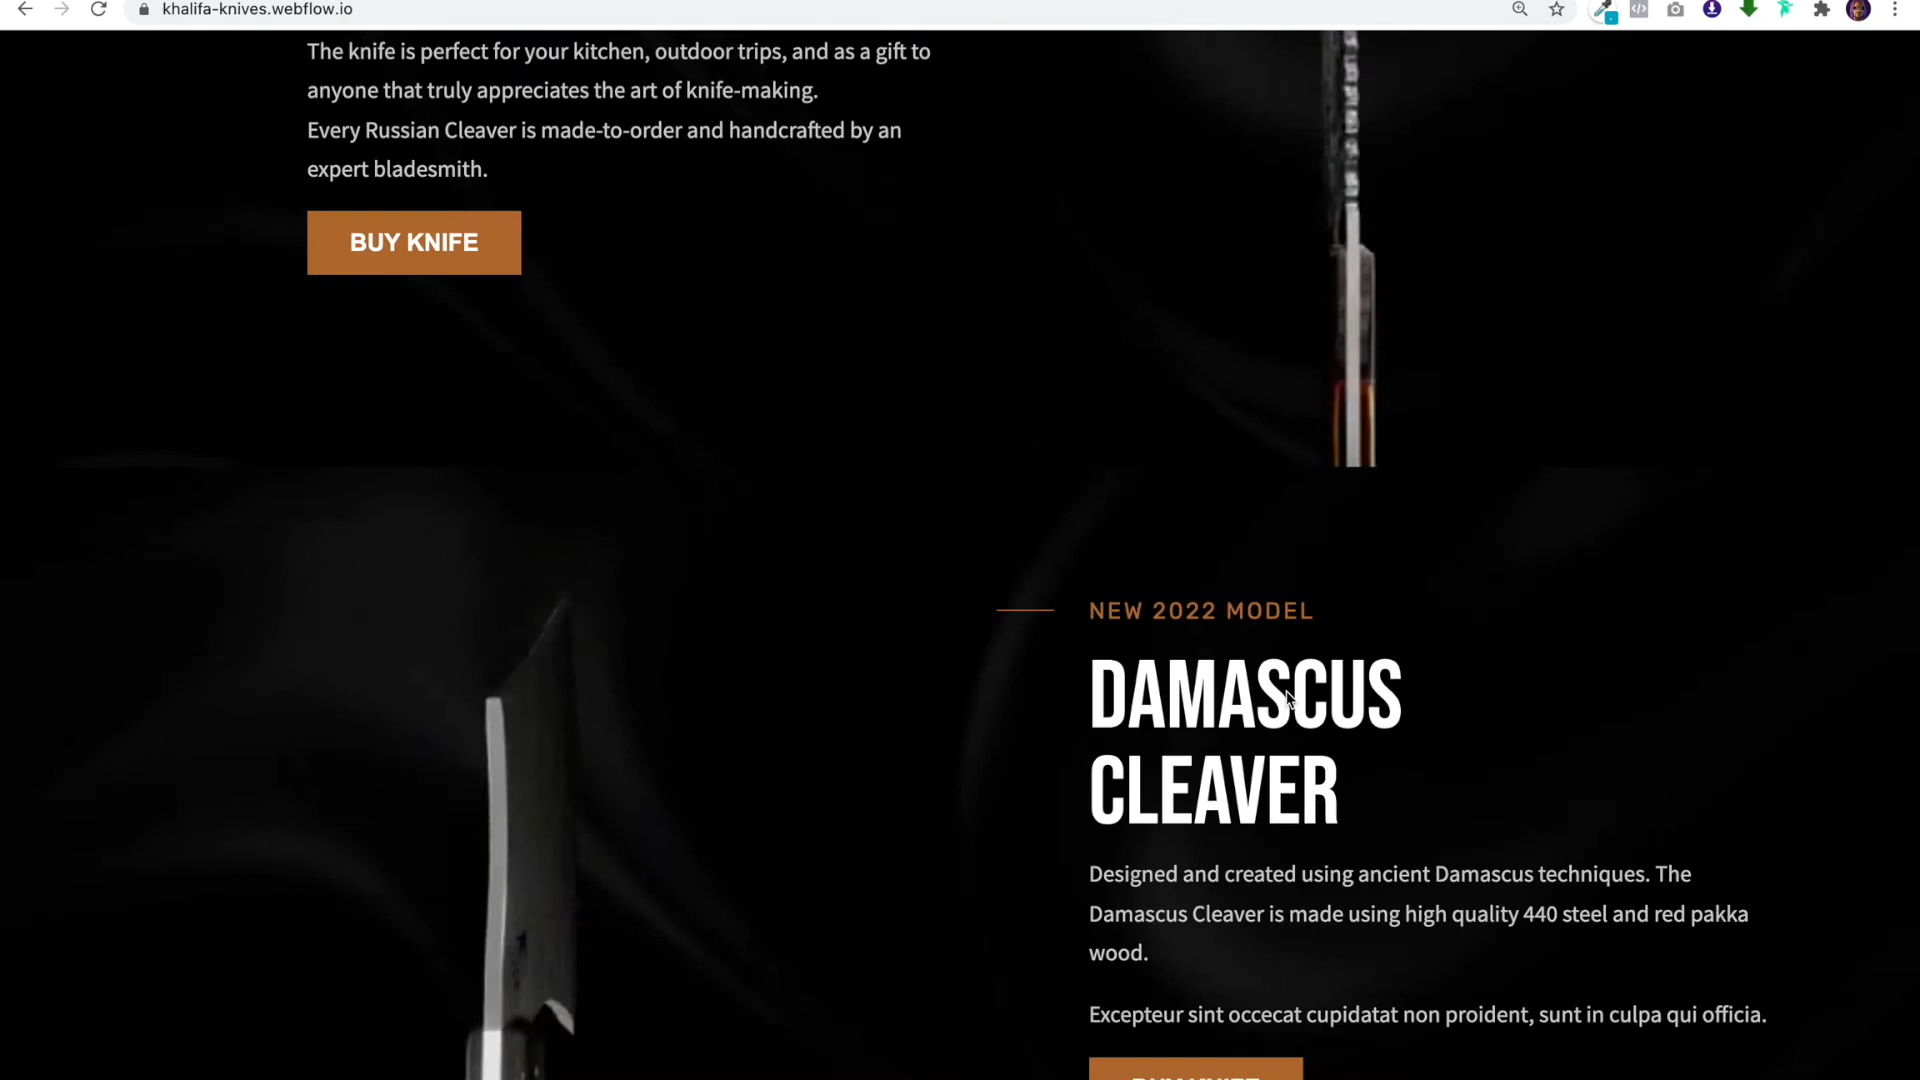 khalifa-knives.webflow.io
The knife is perfect for your kitchen, outdoor trips, and as a gift to
anyone that truly appreciates the art of knife-making.
Every Russian Cleaver is made-to-order and handcrafted by an
expert bladesmith.
BUY KNIFE
NEW 2022 MODEL
DAMASCUS
CLEAVER
Designed and created using ancient Damascus techniques. The
Damascus Cleaver is made using high quality 440 steel and red pakka
wood.
Excepteur sint occecat cupidatat non proident, sunt in culpa qui officia.
BUY KNIFE